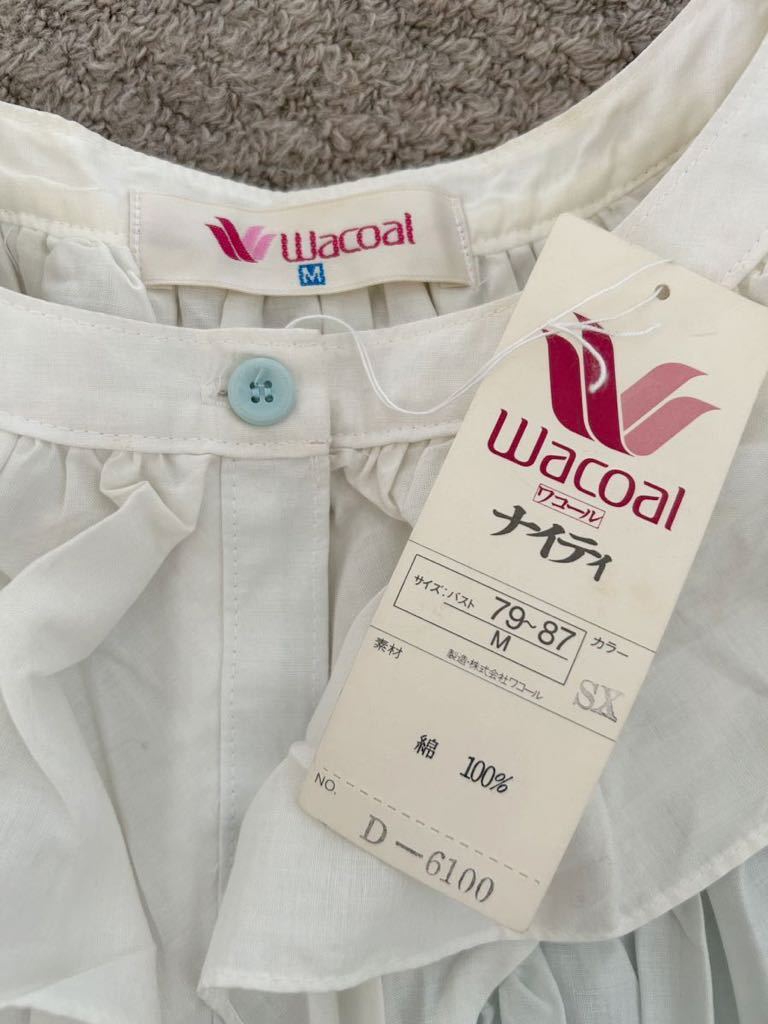 Wacoal
M
Wacoal
ワコール
ナイティ
サイズ:バスト 79~87
M
カラー
SX
素材
製造・株式会社ワコール
綿 100%
NO.
D-6100